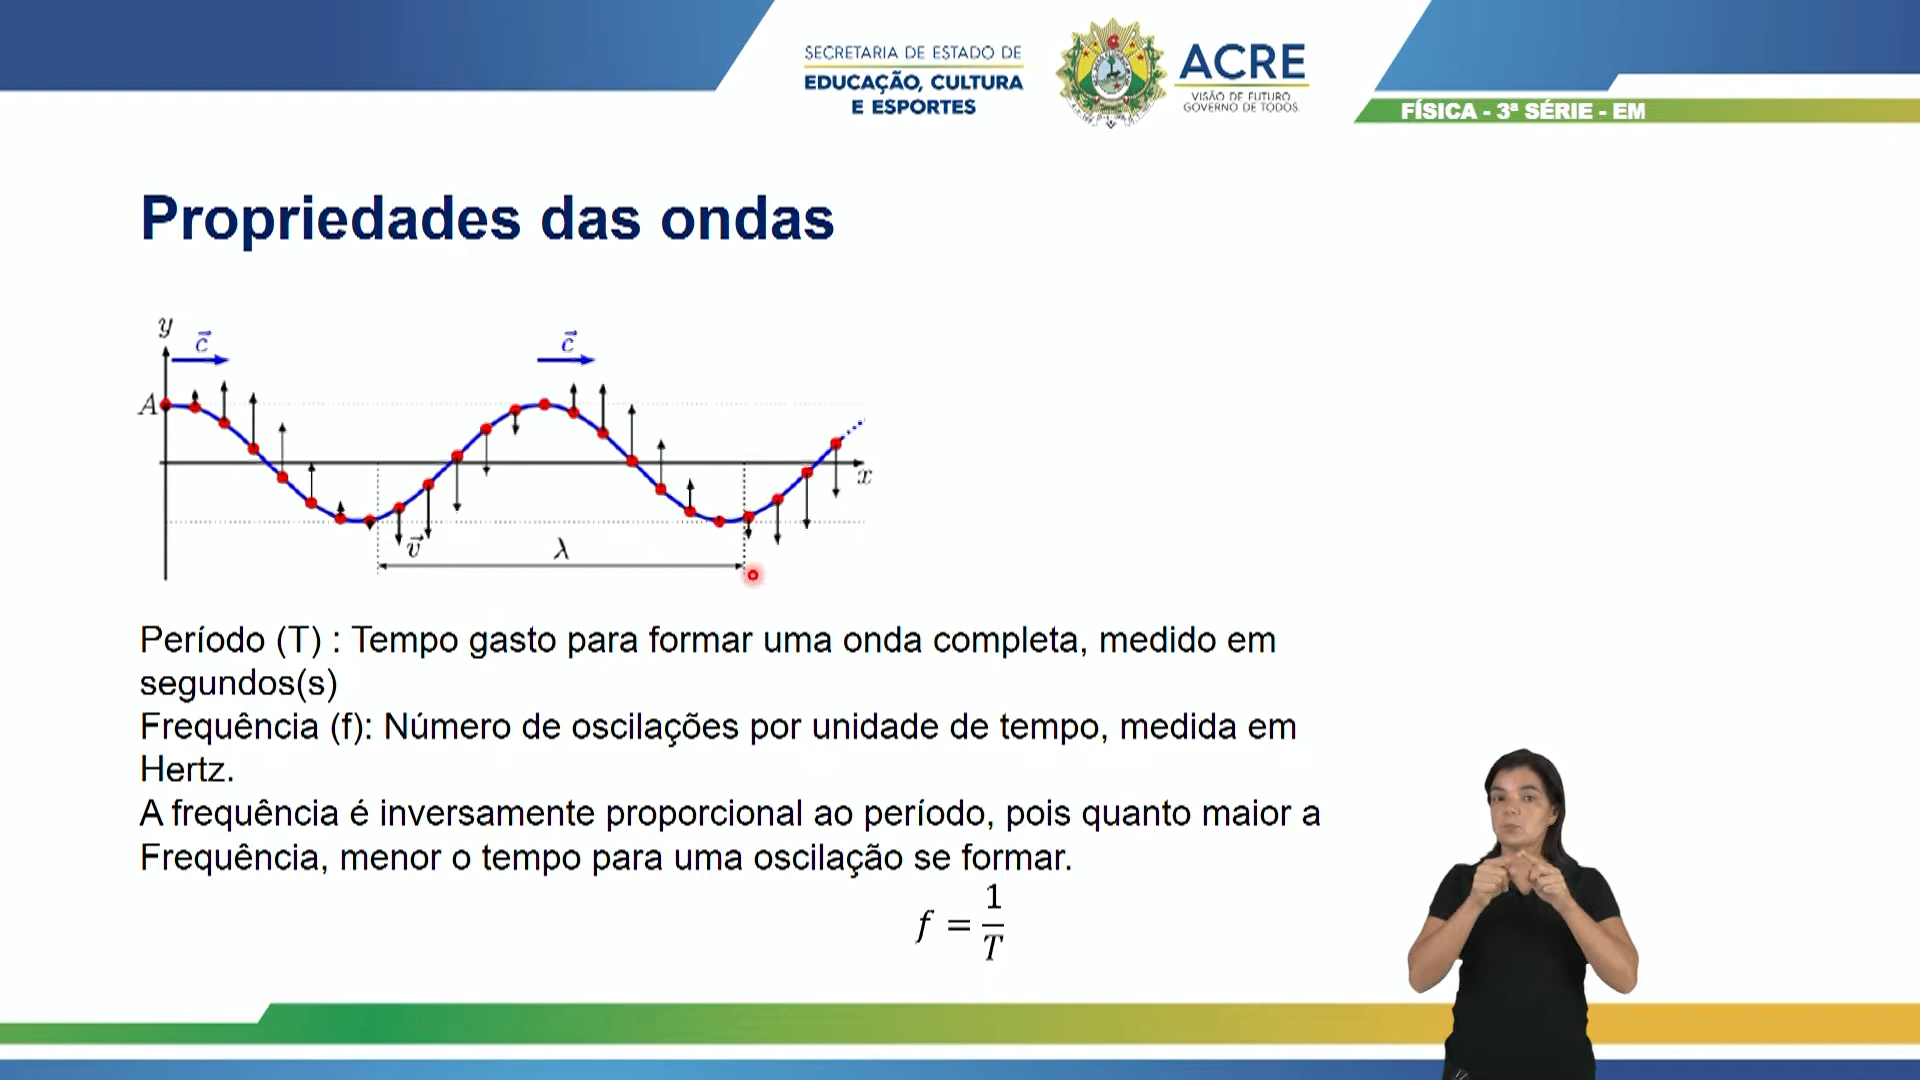 SECRETARIA DE ESTADO DE
EDUCAÇÃO, CULTURA
E ESPORTES
ACRE
VISÃO DE FUTURO
GOVERNO DE TODOS
FÍSICA - 3ª SÉRIE - EM
Propriedades das ondas
y
c
c
A
x
v
λ
Período (T) : Tempo gasto para formar uma onda completa, medido em
segundos(s)
Frequência (f): Número de oscilações por unidade de tempo, medida em
Hertz.
A frequência é inversamente proporcional ao período, pois quanto maior a
Frequência, menor o tempo para uma oscilação se formar.
f = 1/T